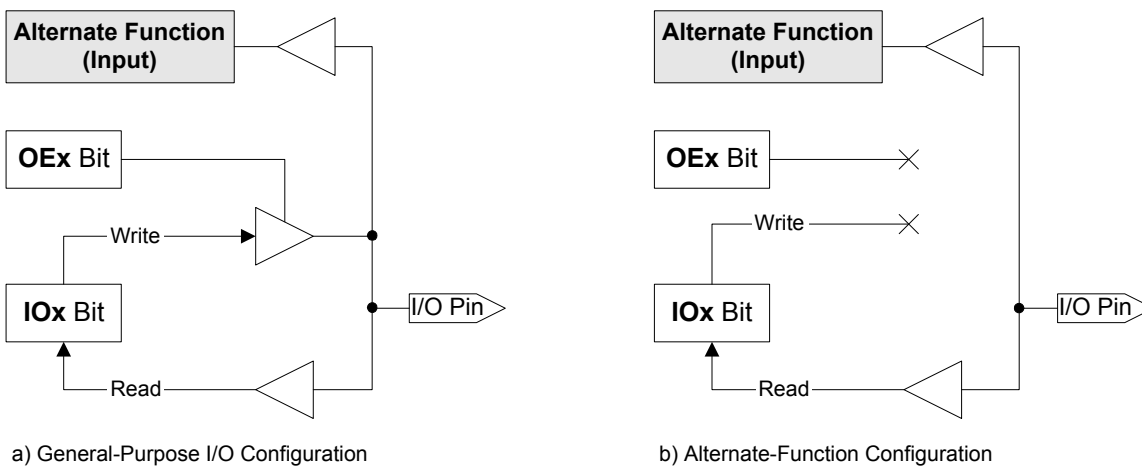 Alternate Function
(Input)
OEx Bit
Write
IOx Bit
I/O Pin
Read
a) General-Purpose I/O Configuration
Alternate Function
(Input)
OEx Bit
Write
IOx Bit
I/O Pin
Read
b) Alternate-Function Configuration